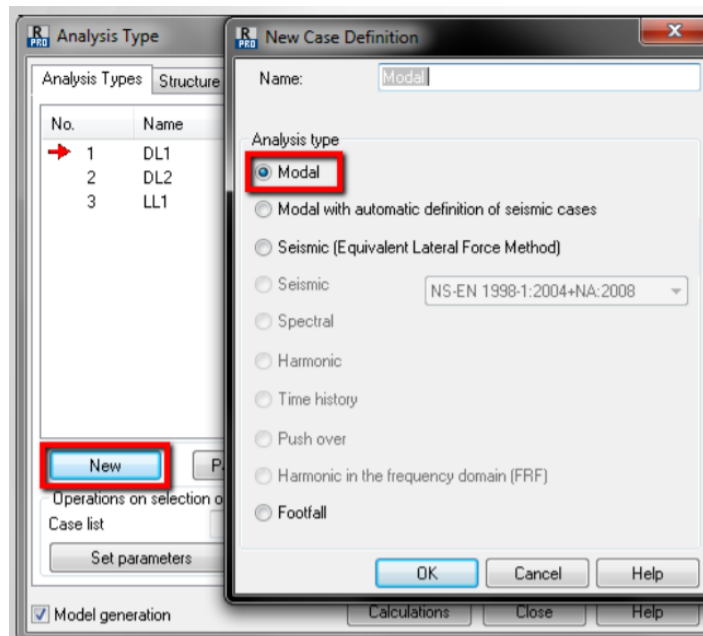 R PRO Analysis Type
Analysis Types Structure
No. Name
1 DL1
2 DL2
3 LL1
New P
Operations on selection o
Case list
Set parameters
Model generation
Calculations Close Help
R PRO New Case Definition
Name: Modal
Analysis type
Modal
Modal with automatic definition of seismic cases
Seismic (Equivalent Lateral Force Method)
Seismic NS-EN 1998-1:2004+NA:2008
Spectral
Harmonic
Time history
Push over
Harmonic in the frequency domain (FRF)
Footfall
OK Cancel Help